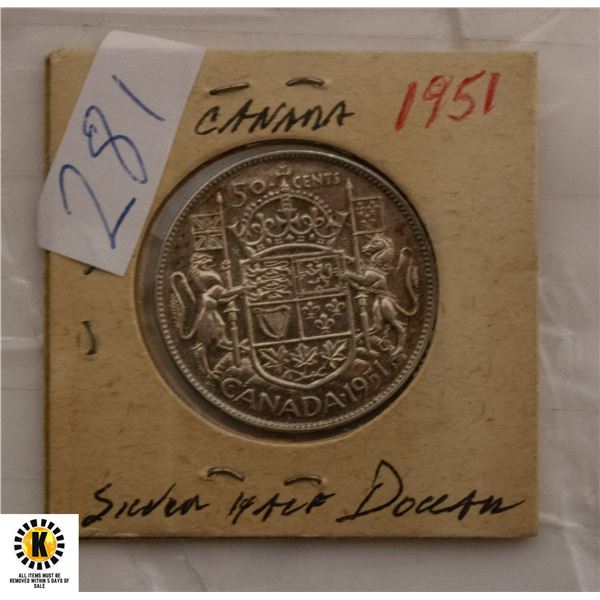 281
CANADA 1951
50 CENTS
CANADA·1951
Silver Half Dollar
K
ALL ITEMS MUST BE
REMOVED WITHIN 5 DAYS OF
SALE